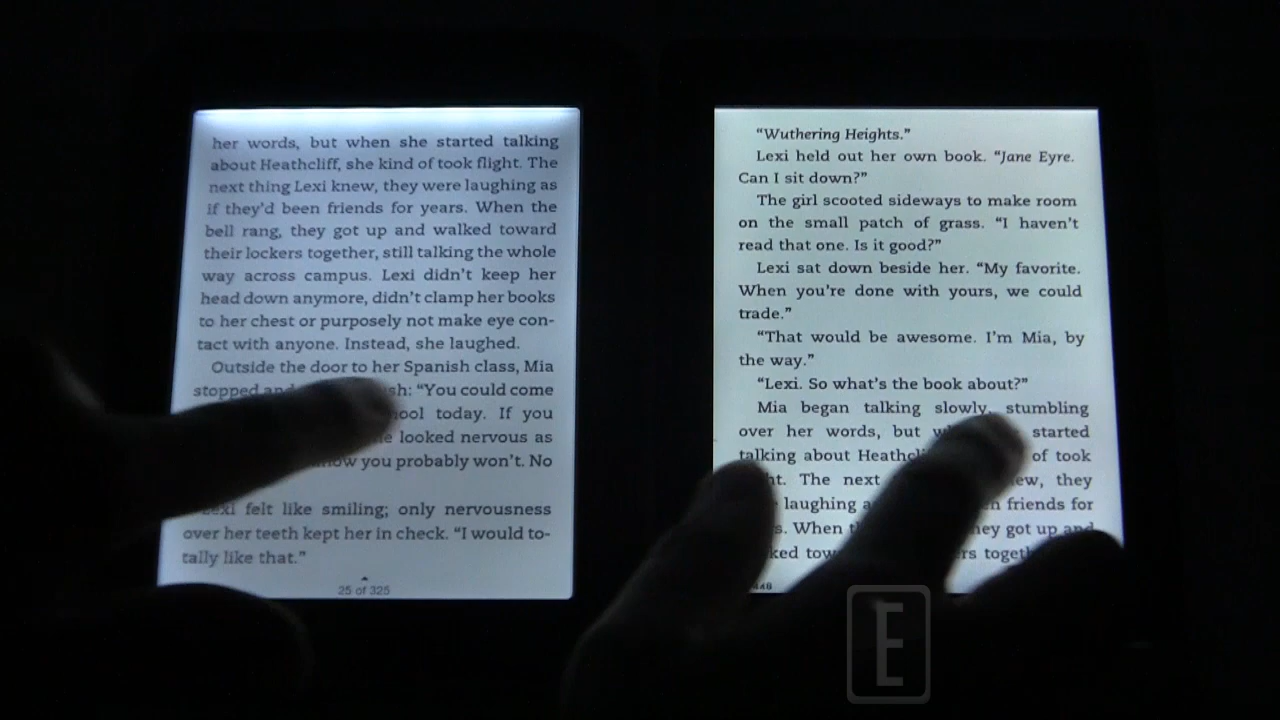 her words, but when she started talking
about Heathcliff, she kind of took flight. The
next thing Lexi knew, they were laughing as
if they'd been friends for years. When the
bell rang, they got up and walked toward
their lockers together, still talking the whole
way across campus. Lexi didn't keep her
head down anymore, didn't clamp her books
to her chest or purposely not make eye con-
tact with anyone. Instead, she laughed.
Outside the door to her Spanish class, Mia
stopped and “You could come
today. If you
looked nervous as
you probably won't. No
Lexi felt like smiling; only nervousness
over her teeth kept her in check. “I would to-
tally like that.”
25 of 325
“Wuthering Heights.”
Lexi held out her own book. “Jane Eyre.
Can I sit down?”
The girl scooted sideways to make room
on the small patch of grass. “I haven't
read that one. Is it good?”
Lexi sat down beside her. “My favorite.
When you're done with yours, we could
trade.”
“That would be awesome. I'm Mia, by
the way.”
“Lexi. So what's the book about?”
Mia began talking slowly, stumbling
over her words, but started
talking about of took
The next they
laughing friends for
When they got up and
E